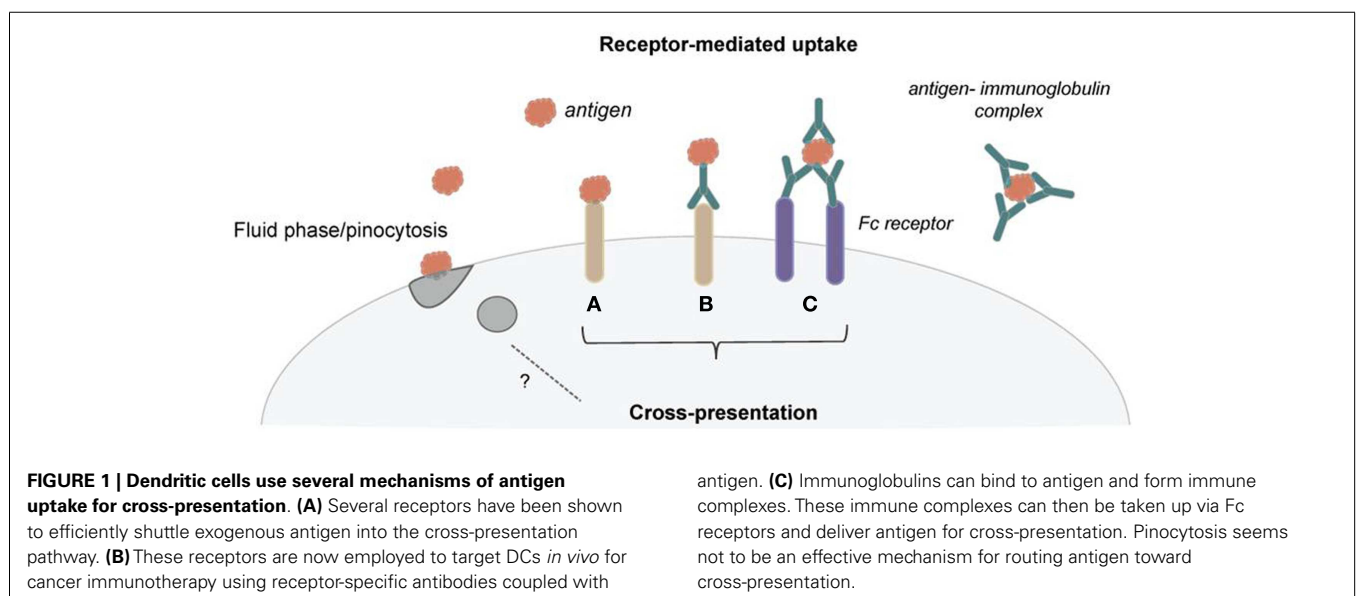 Receptor-mediated uptake
antigen
antigen- immunoglobulin
complex
Fluid phase/pinocytosis
Fc receptor
A
B
C
?
Cross-presentation
FIGURE 1 | Dendritic cells use several mechanisms of antigen
uptake for cross-presentation. (A) Several receptors have been shown
to efficiently shuttle exogenous antigen into the cross-presentation
pathway. (B) These receptors are now employed to target DCs in vivo for
cancer immunotherapy using receptor-specific antibodies coupled with
antigen. (C) Immunoglobulins can bind to antigen and form immune
complexes. These immune complexes can then be taken up via Fc
receptors and deliver antigen for cross-presentation. Pinocytosis seems
not to be an effective mechanism for routing antigen toward
cross-presentation.